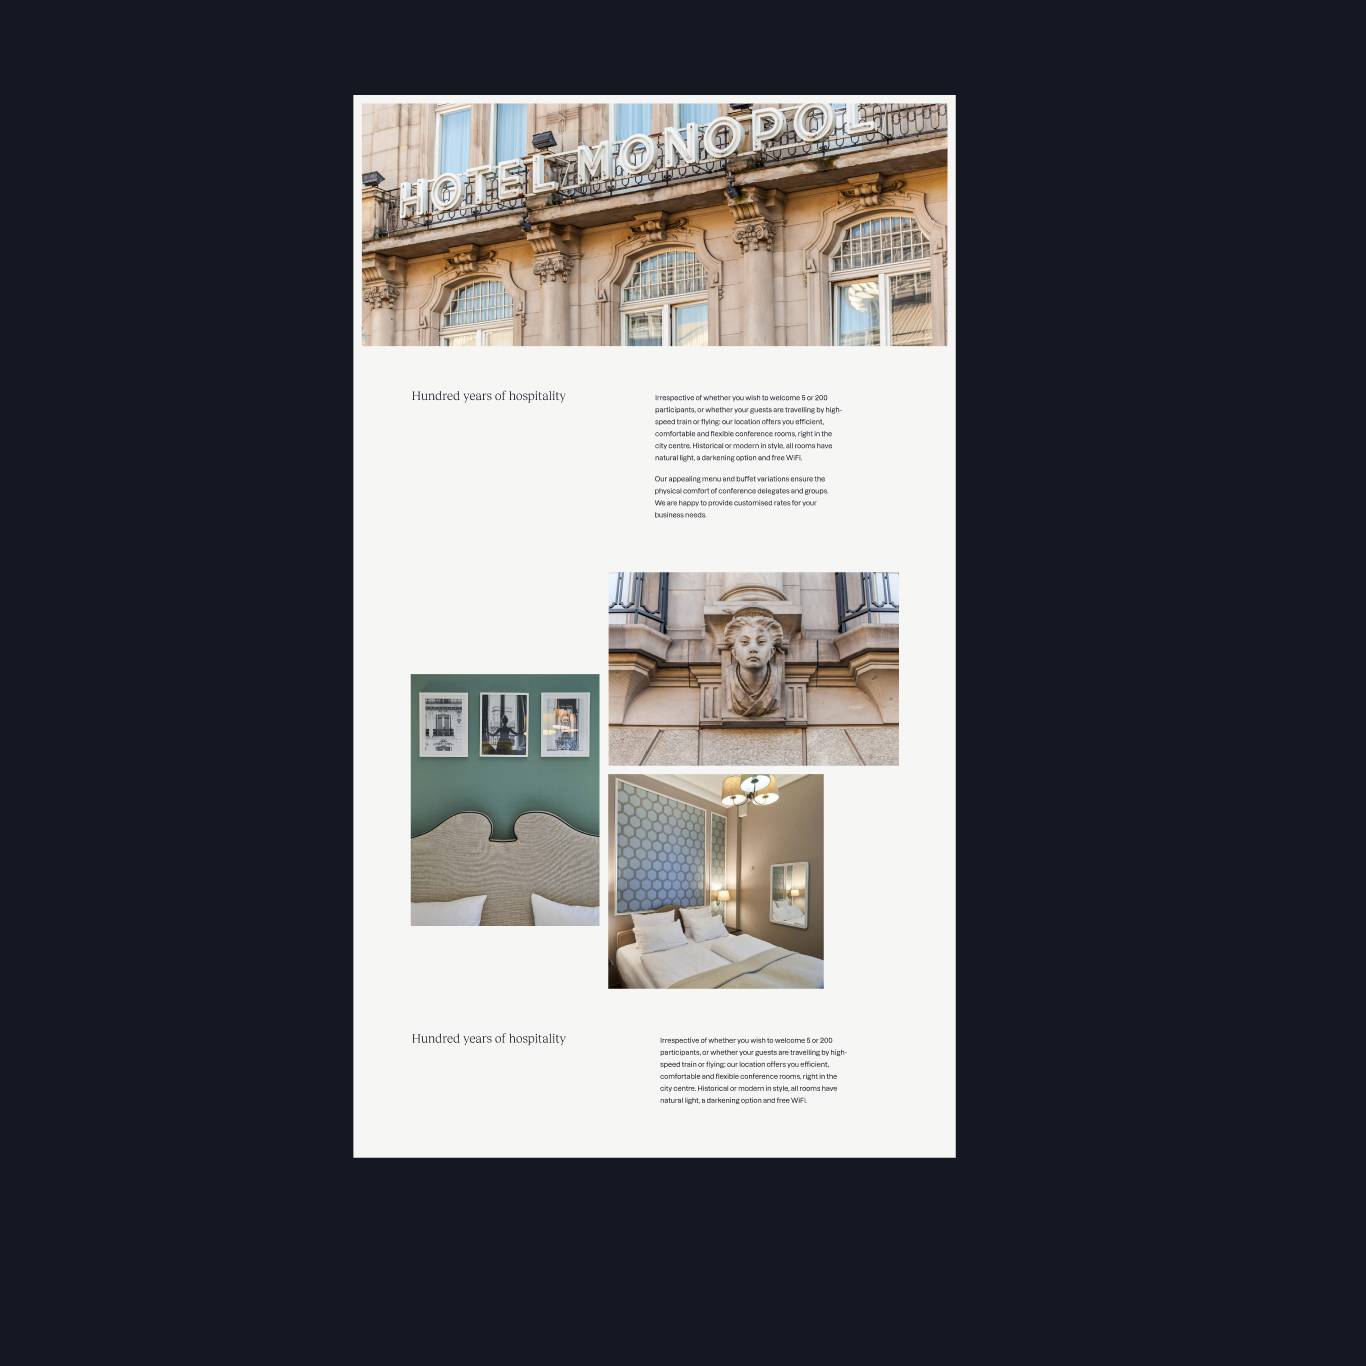 HOTEL MONOPOL
Hundred years of hospitality
Irrespective of whether you wish to welcome 5 or 200
participants, or whether your guests are travelling by high-
speed train or flying: our location offers you efficient,
comfortable and flexible conference rooms, right in the
city centre. Historical or modern in style, all rooms have
natural light, a darkening option and free WiFi.
Our appealing menu and buffet variations ensure the
physical comfort of conference delegates and groups.
We are happy to provide customised rates for your
business needs.
Hundred years of hospitality
Irrespective of whether you wish to welcome 5 or 200
participants, or whether your guests are travelling by high-
speed train or flying: our location offers you efficient,
comfortable and flexible conference rooms, right in the
city centre. Historical or modern in style, all rooms have
natural light, a darkening option and free WiFi.